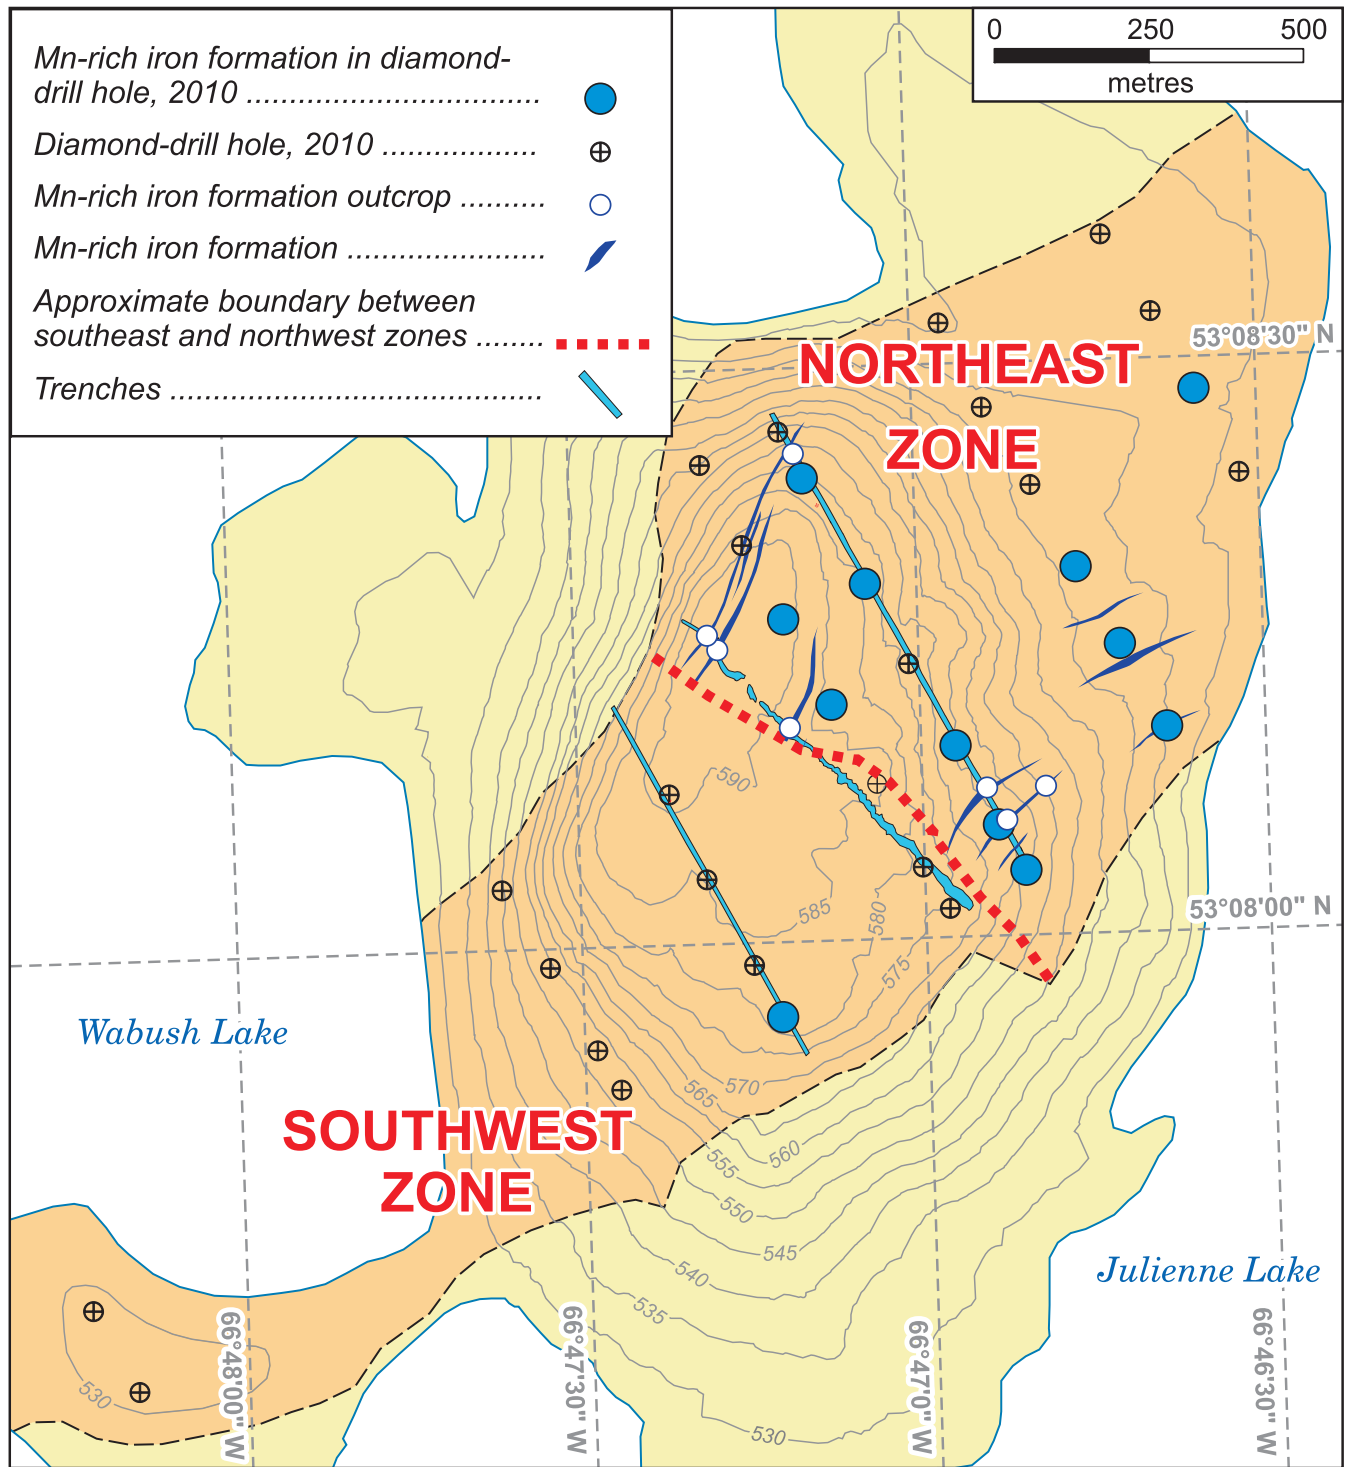 Mn-rich iron formation in diamond-
drill hole, 2010 ..................................
Diamond-drill hole, 2010 ..................
Mn-rich iron formation outcrop ..........
Mn-rich iron formation .......................
Approximate boundary between
southeast and northwest zones ........
Trenches ...........................................
0 250 500
metres
53°08'30" N
NORTHEAST
ZONE
590
585
580
575
53°08'00" N
Wabush Lake
570
565
SOUTHWEST
ZONE
560
555
550
545
540
535
530
530
Julienne Lake
66°48'00" W
66°47'30" W
66°47'0" W
66°46'30" W